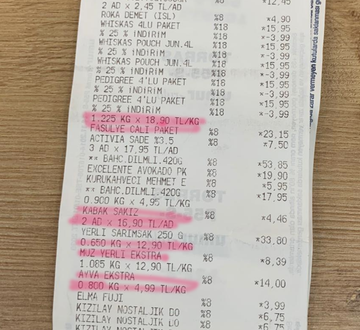 *12,45
2 AD x 2,45 TL/AD
ROKA DEMET (ISL) %18 *4,90
WHISKAS 4LU PAKET %18 *15,95
% 25 % INDIRIM %18 *-3,99
WHISKAS POUCH JUN.4L %18 *15,95
% 25 % INDIRIM %18 *-3,99
WHISKAS POUCH JUN.4L %18 *15,95
% 25 % INDIRIM %18 *-3,99
PEDIGREE 4'LU PAKET %18 *15,95
% 25 % INDIRIM %18 *-3,99
PEDIGREE 4'LU PAKET %18 *15,95
% 25 % INDIRIM %18 *-3,99
1.225 KG x 18,90 TL/KG
FASULYE CALI PAKET %8 *23,15
ACTIVIA SADE %3.5 %8 *7,50
3 AD x 17,95 TL/AD
** BAHC.DILMLI.420G %8 *53,85
EXCELENTE AVOKADO PK %8 *19,90
KURUKAHVECI MEHMET E %8 *5,95
** BAHC.DILMLI.420G %8 *17,95
0.900 KG x 4,95 TL/KG
KABAK SAKIZ %8 *4,46
2 AD x 16,90 TL/AD
YERLI SARIMSAK 250 G %8 *33,80
0.650 KG x 12,90 TL/KG
MUZ YERLI EKSTRA %8 *8,39
1.085 KG x 12,90 TL/KG
AYVA EKSTRA %8 *14,00
0.800 KG x 4,99 TL/KG
ELMA FUJI %8 *3,99
KIZILAY NOSTALJIK DO %8 *6,75
KIZILAY NOSTALJIK DO %8 *6,75